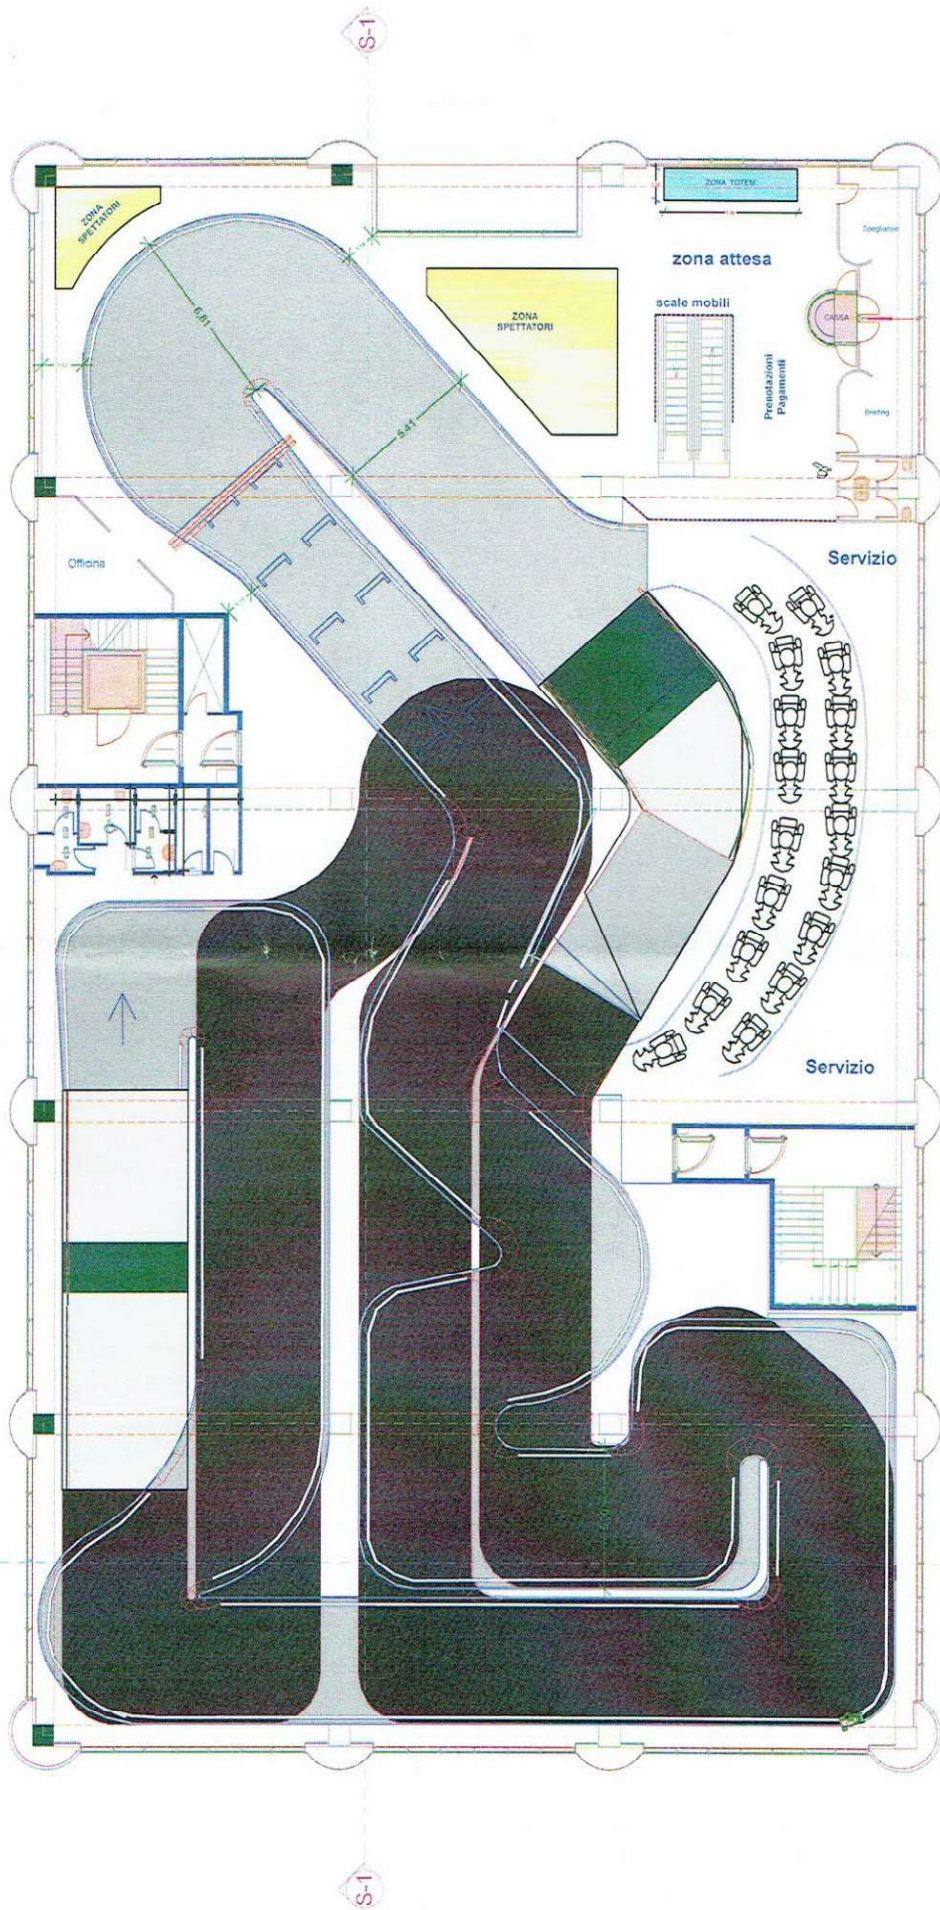 S-1
ZONA
SPETTATORI
ZONA TOTEM
Spogliatoio
zona attesa
scale mobili
ZONA
SPETTATORI
CASSA
Prenotazioni
Pagamenti
Briefing
6,81
5,41
Officina
Servizio
Servizio
S-1